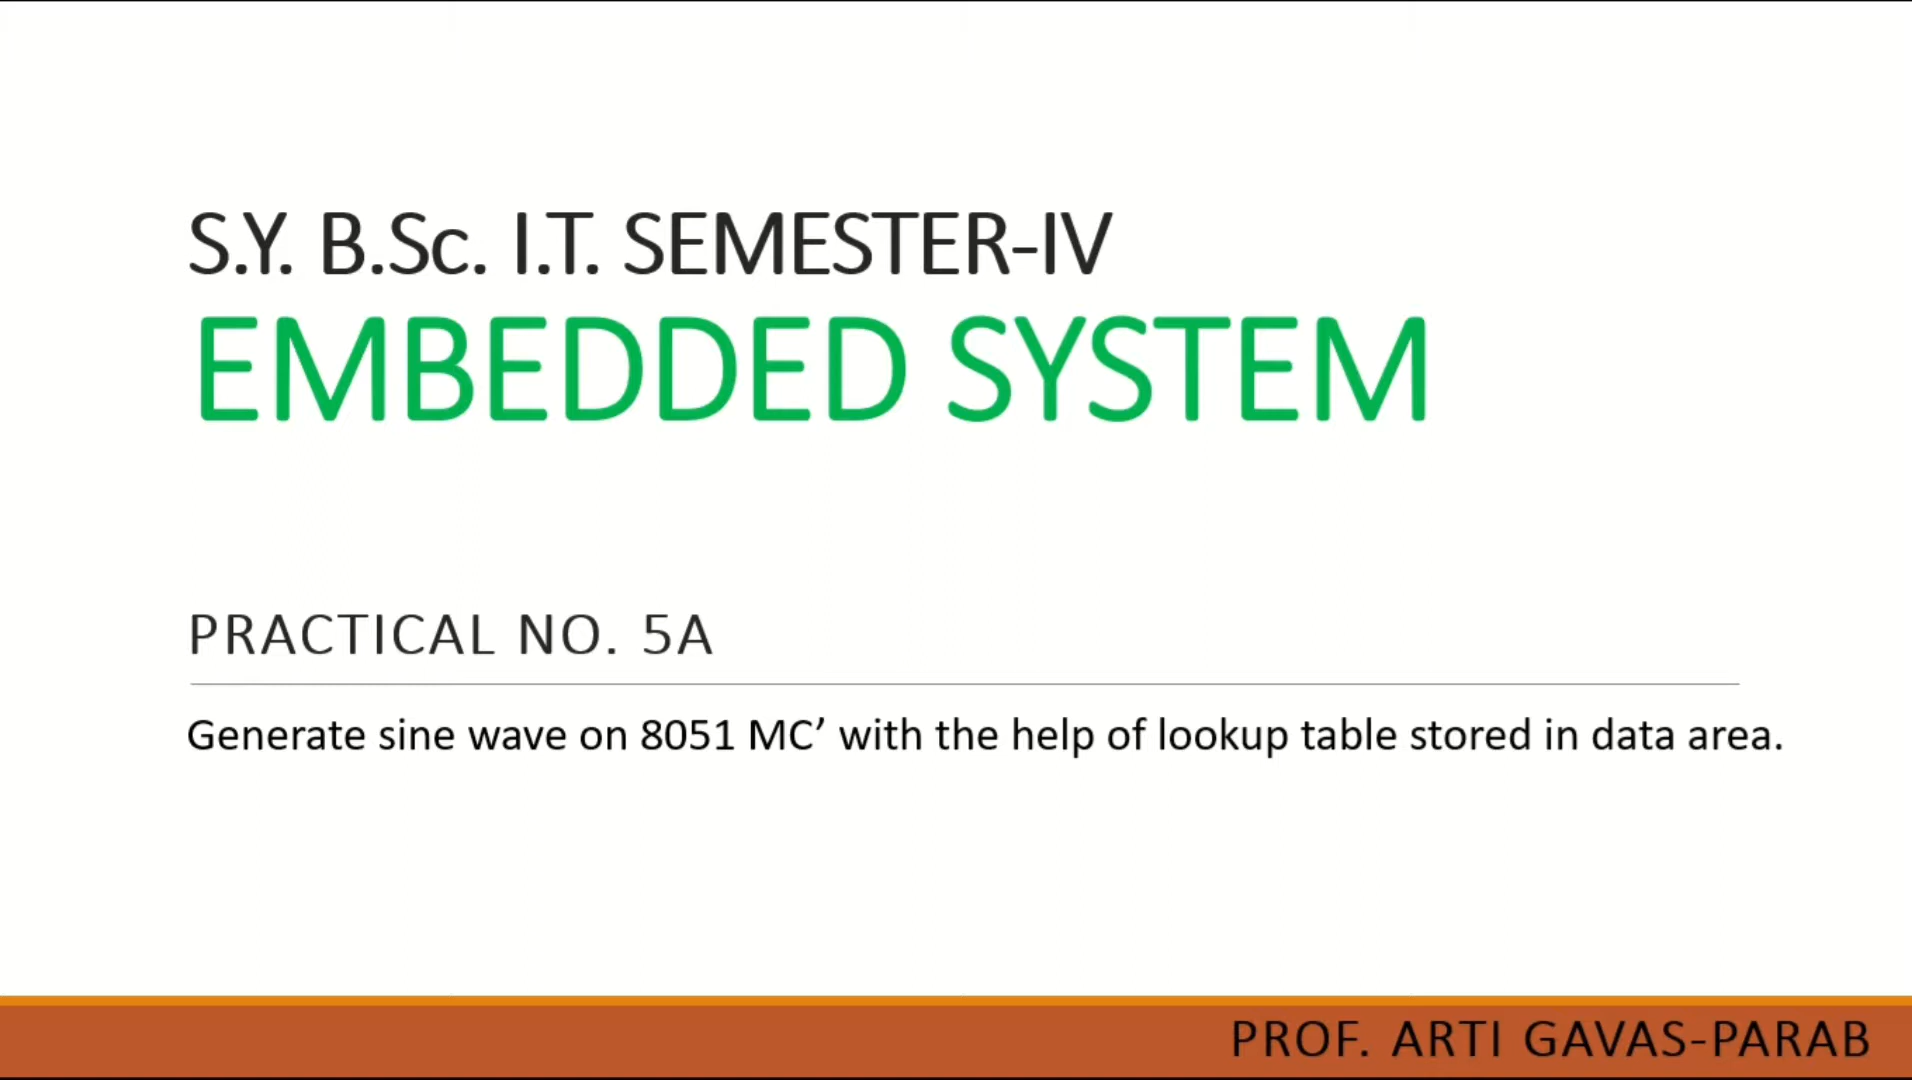 S.Y. B.Sc. I.T. SEMESTER-IV
EMBEDDED SYSTEM
PRACTICAL NO. 5A
Generate sine wave on 8051 MC’ with the help of lookup table stored in data area.
PROF. ARTI GAVAS-PARAB